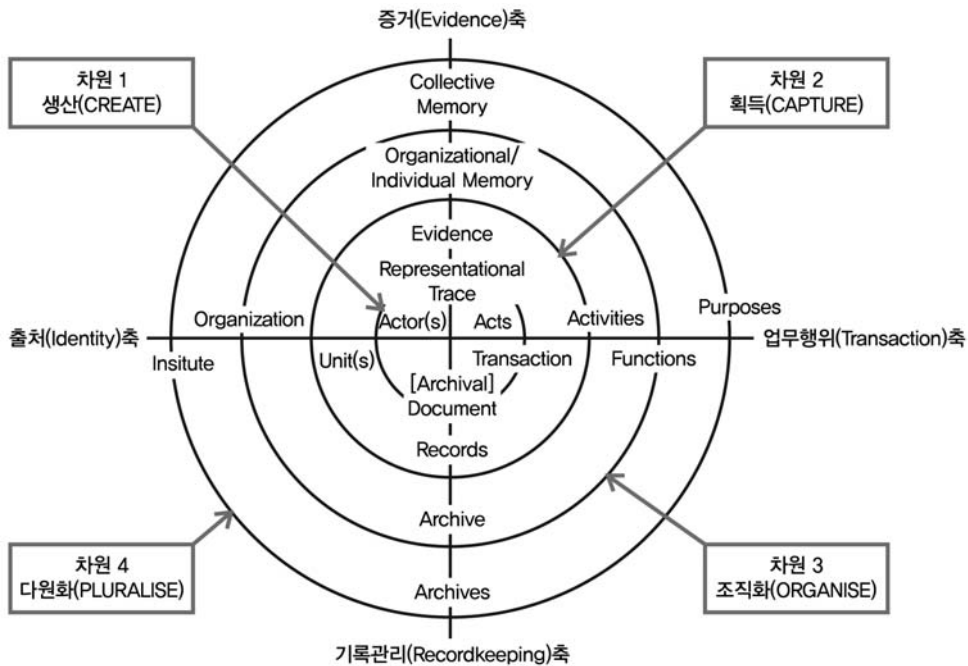 증거(Evidence)축
차원 1
생산(CREATE)
차원 2
획득(CAPTURE)
Collective
Memory
Organizational/
Individual Memory
Evidence
Representational
Trace
Purposes
Organization
Actor(s)
Acts
Activities
출처(Identity)축
업무행위(Transaction)축
Insitute
Unit(s)
Transaction
Functions
[Archival]
Document
Records
Archive
차원 4
다원화(PLURALISE)
차원 3
조직화(ORGANISE)
Archives
기록관리(Recordkeeping)축